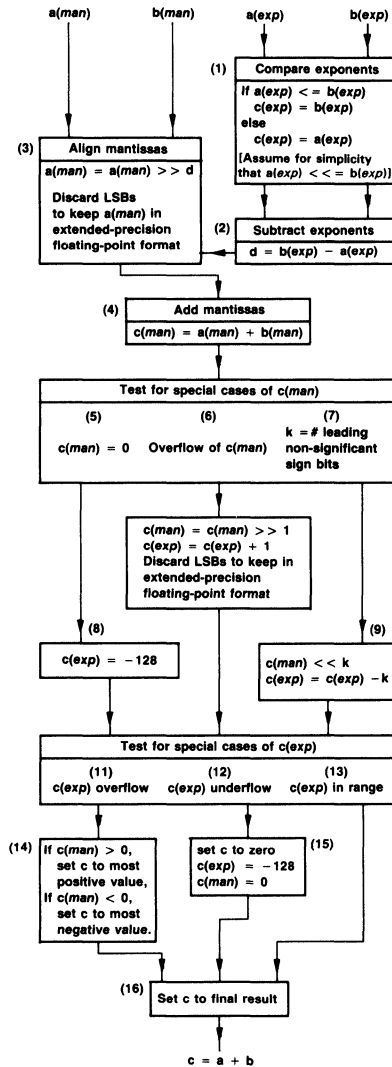 a(man) b(man) a(exp) b(exp)
(1)
Compare exponents
If a(exp) <= b(exp)
c(exp) = b(exp)
else
c(exp) = a(exp)
[Assume for simplicity
that a(exp) <<= b(exp)]
(2)
Subtract exponents
d = b(exp) − a(exp)
(3)
Align mantissas
a(man) = a(man) >> d
Discard LSBs
to keep a(man) in
extended-precision
floating-point format
(4)
Add mantissas
c(man) = a(man) + b(man)
Test for special cases of c(man)
(5)
c(man) = 0
(6)
Overflow of c(man)
(7)
k = # leading
non-significant
sign bits
c(man) = c(man) >> 1
c(exp) = c(exp) + 1
Discard LSBs to keep in
extended-precision
floating-point format
(8)
c(exp) = −128
(9)
c(man) << k
c(exp) = c(exp) −k
Test for special cases of c(exp)
(11)
c(exp) overflow
(12)
c(exp) underflow
(13)
c(exp) in range
(14)
If c(man) > 0,
set c to most
positive value,
If c(man) < 0,
set c to most
negative value.
(15)
set c to zero
c(exp) = −128
c(man) = 0
(16)
Set c to final result
c = a + b